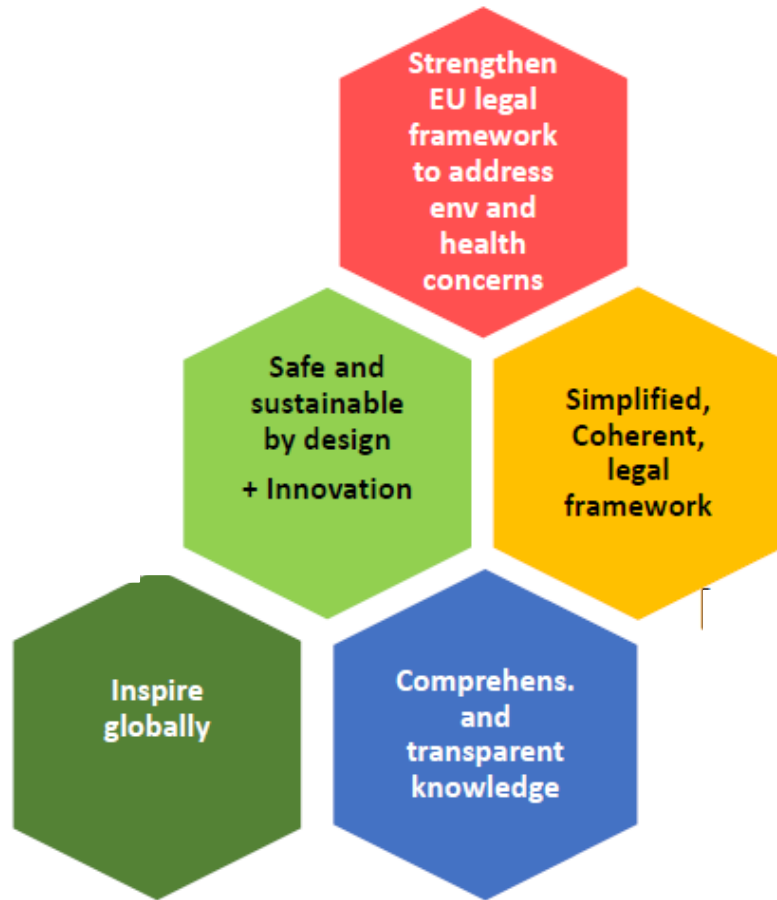 Strengthen
EU legal
framework
to address
env and
health
concerns
Safe and
sustainable
by design
+ Innovation
Simplified,
Coherent,
legal
framework
Inspire
globally
Comprehens.
and
transparent
knowledge